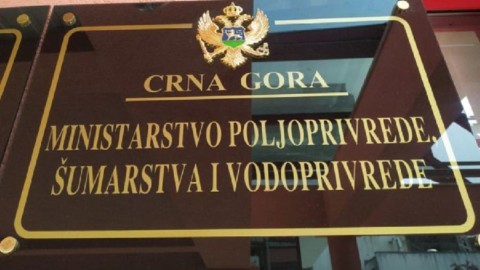 CRNA GORA
MINISTARSTVO POLJOPRIVREDE,
ŠUMARSTVA I VODOPRIVREDE